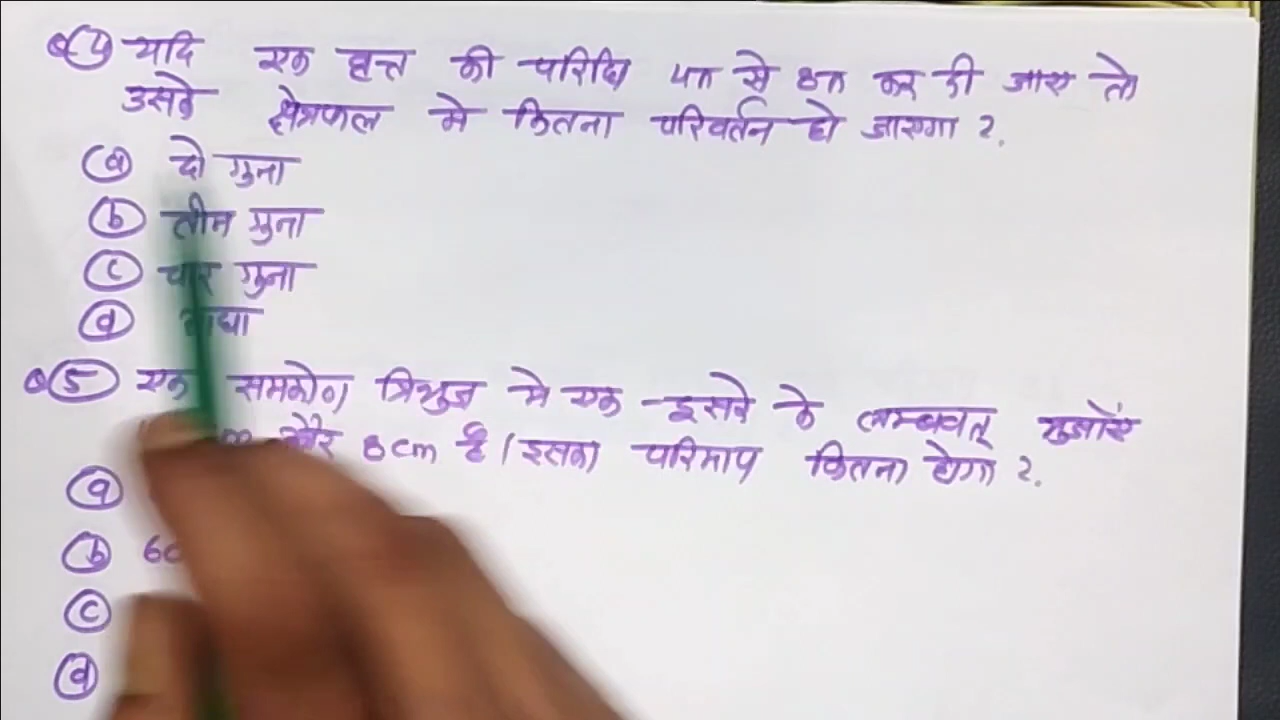 Q4 यदि एक वृत्त की परिधि 4π से 8π कर दी जाए तो
उसके क्षेत्रफल मे कितना परिवर्तन हो जाएगा ?.
a दो गुना
b तीन गुना
c चार गुना
d
Q5 एक समकोण त्रिभुज मे एक दूसरे के लम्बवत् भुजाएं
8cm है। इसका परिमाप कितना होगा ?.
a
b
c
d